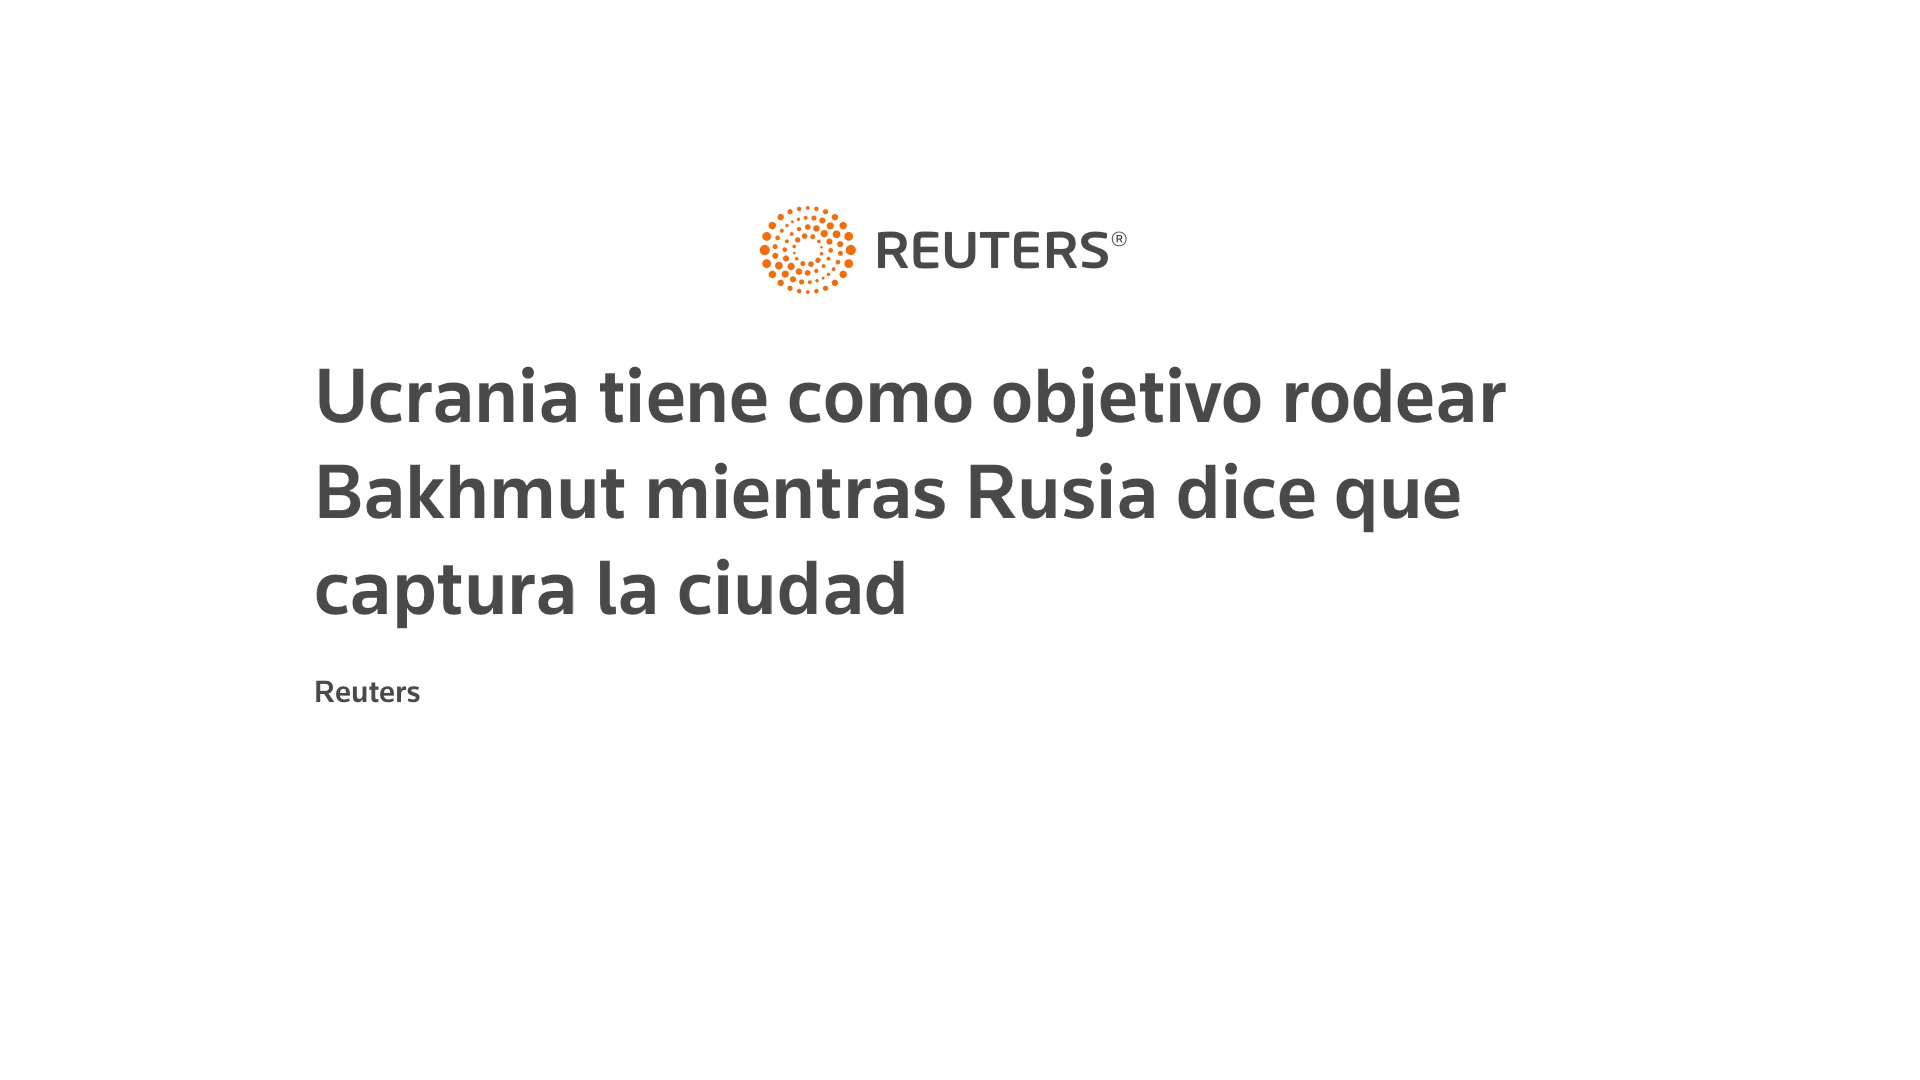 REUTERS®
Ucrania tiene como objetivo rodear
Bakhmut mientras Rusia dice que
captura la ciudad
Reuters